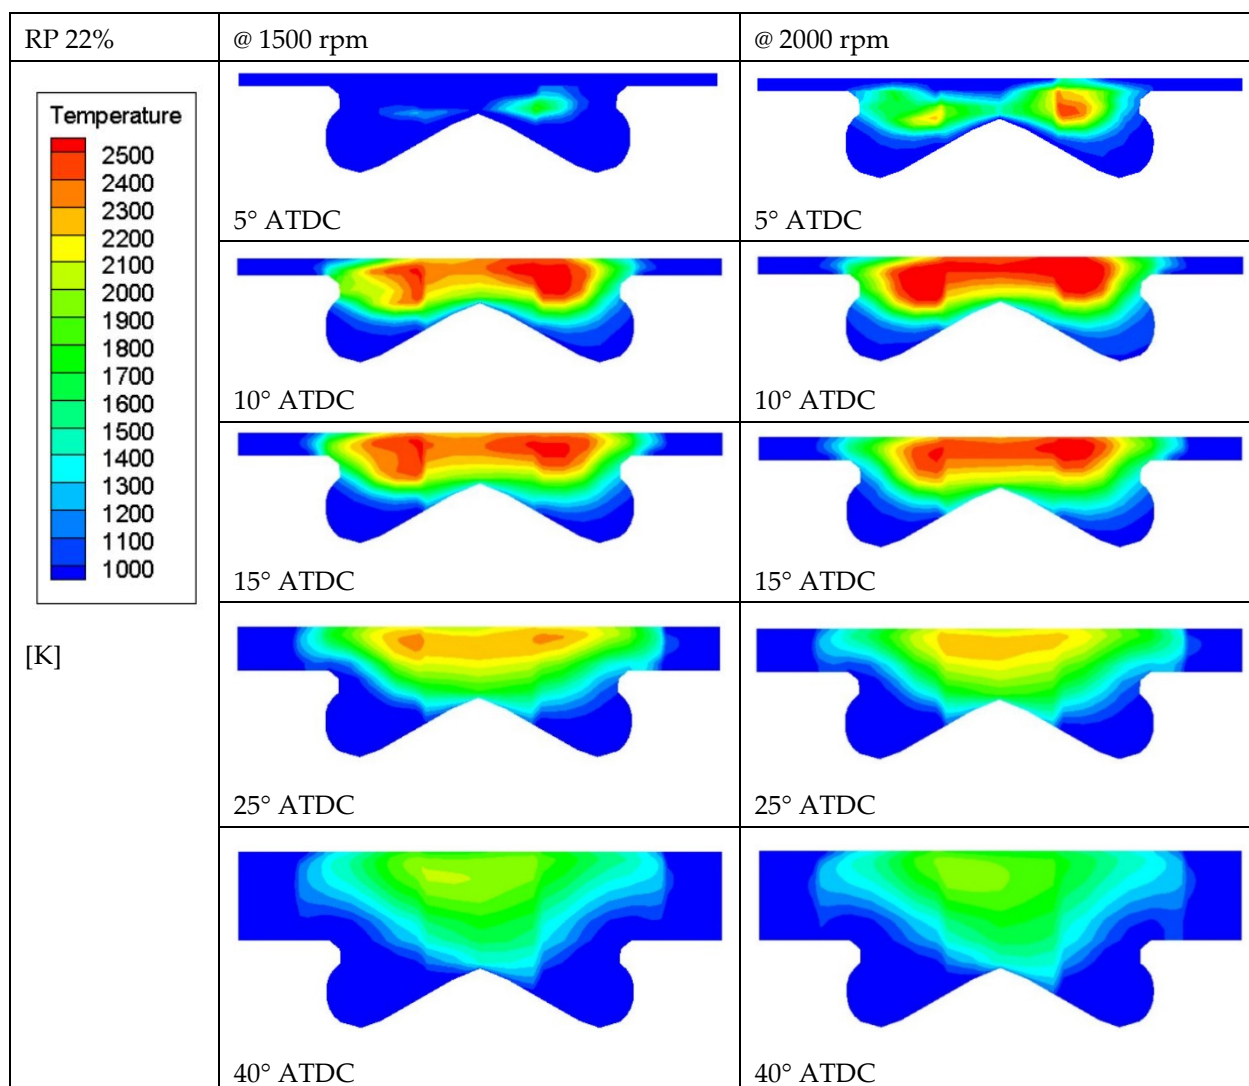 RP 22%
@ 1500 rpm
@ 2000 rpm
Temperature
2500
2400
2300
2200
2100
2000
1900
1800
1700
1600
1500
1400
1300
1200
1100
1000
[K]
5° ATDC
5° ATDC
10° ATDC
10° ATDC
15° ATDC
15° ATDC
25° ATDC
25° ATDC
40° ATDC
40° ATDC